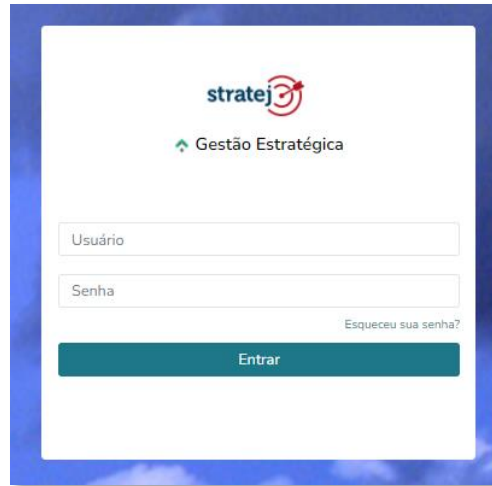 stratej
Gestão Estratégica
Usuário
Senha
Esqueceu sua senha?
Entrar